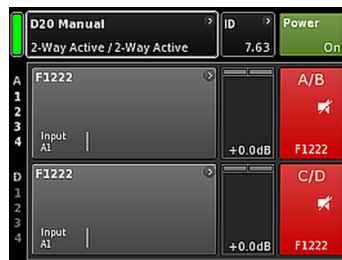 D20 Manual
2-Way Active / 2-Way Active
ID
7.63
Power
On
A
1
2
3
4
F1222
Input
A1
+0.0dB
A/B
F1222
D
1
2
3
4
F1222
Input
A1
+0.0dB
C/D
F1222